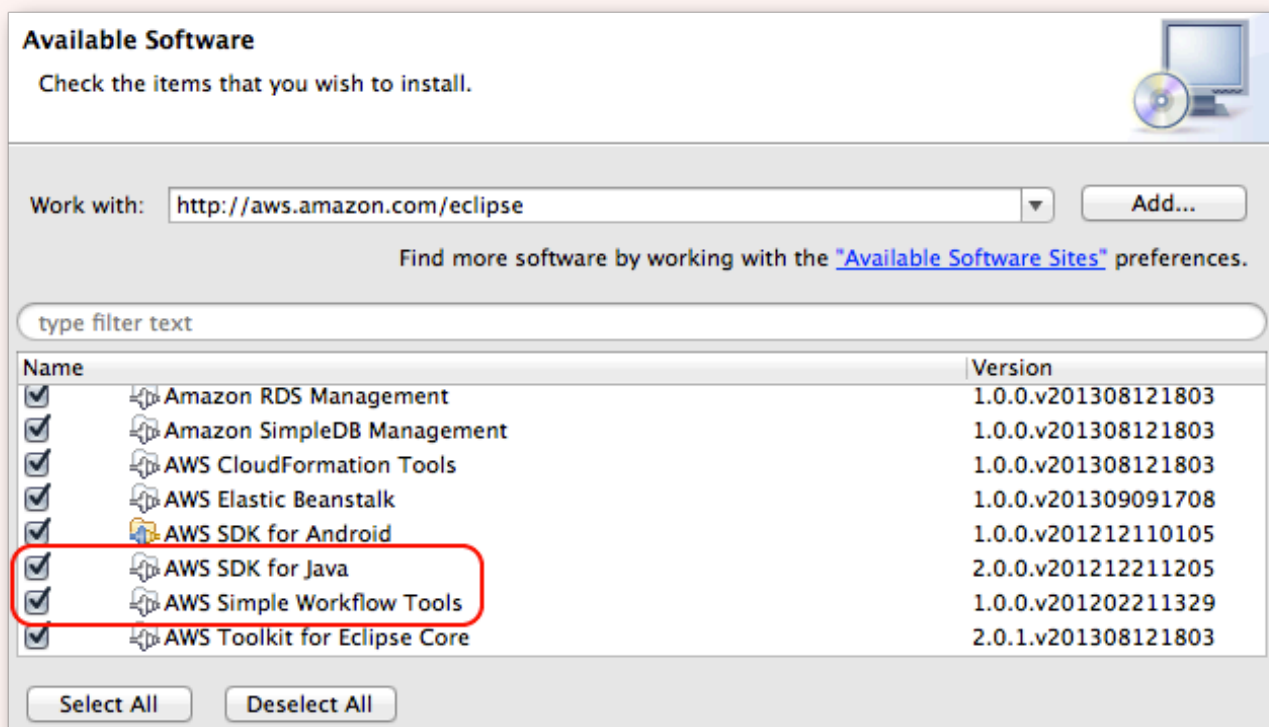 Available Software
Check the items that you wish to install.
Work with: http://aws.amazon.com/eclipse Add...
Find more software by working with the "Available Software Sites" preferences.
type filter text
Name Version
Amazon RDS Management 1.0.0.v201308121803
Amazon SimpleDB Management 1.0.0.v201308121803
AWS CloudFormation Tools 1.0.0.v201308121803
AWS Elastic Beanstalk 1.0.0.v201309091708
AWS SDK for Android 1.0.0.v201212110105
AWS SDK for Java 2.0.0.v201212211205
AWS Simple Workflow Tools 1.0.0.v201202211329
AWS Toolkit for Eclipse Core 2.0.1.v201308121803
Select All Deselect All